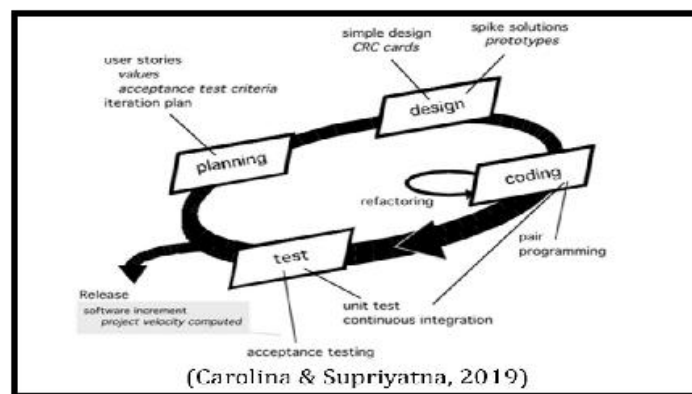 user stories
values
acceptance test criteria
iteration plan
simple design
CRC cards
spike solutions
prototypes
planning
design
coding
refactoring
pair
programming
test
unit test
continuous integration
acceptance testing
Release
software increment
project velocity computed
(Carolina & Supriyatna, 2019)